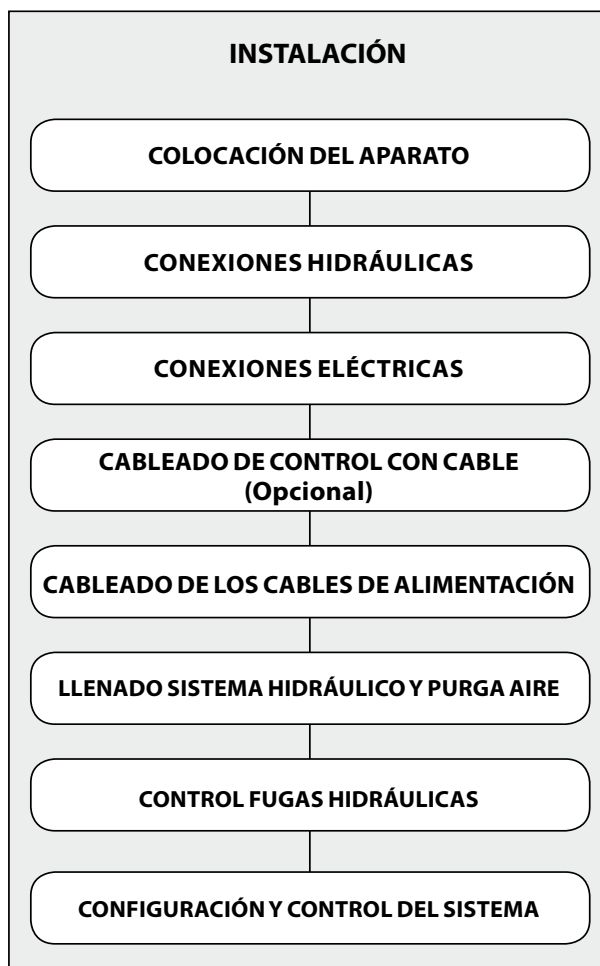 INSTALACIÓN
COLOCACIÓN DEL APARATO
CONEXIONES HIDRÁULICAS
CONEXIONES ELÉCTRICAS
CABLEADO DE CONTROL CON CABLE
(Opcional)
CABLEADO DE LOS CABLES DE ALIMENTACIÓN
LLENADO SISTEMA HIDRÁULICO Y PURGA AIRE
CONTROL FUGAS HIDRÁULICAS
CONFIGURACIÓN Y CONTROL DEL SISTEMA